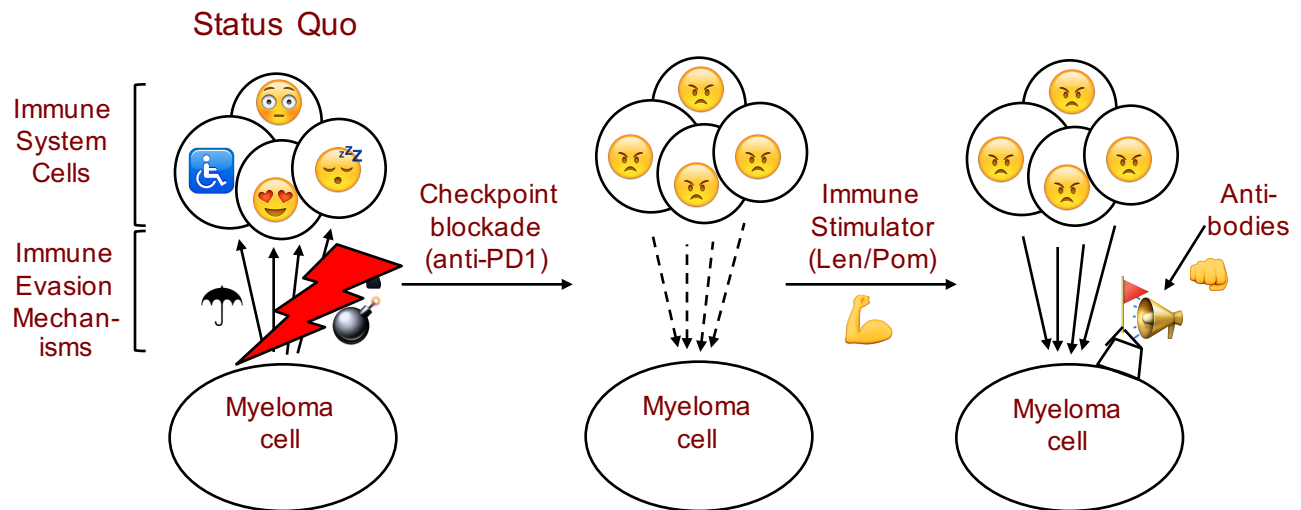 Status Quo
Immune
System
Cells
Immune
Evasion
Mechan-
isms
zzZ
Checkpoint
blockade
(anti-PD1)
Immune
Stimulator
(Len/Pom)
Anti-
bodies
Myeloma
cell
Myeloma
cell
Myeloma
cell